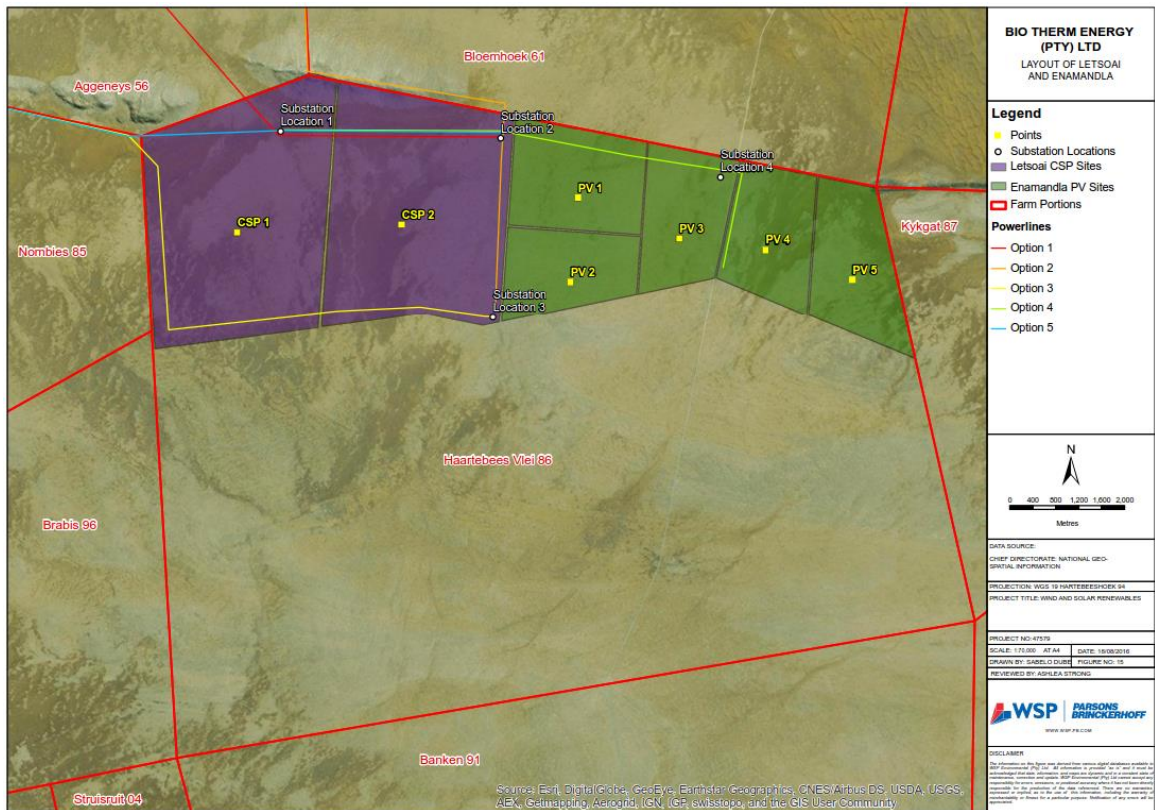 Bloemhoek 61
Aggeneys 56
Substation
Location 1
Substation
Location 2
Substation
Location 4
PV 1
CSP 1
CSP 2
PV 3
PV 4
Kykgat 87
Nombies 85
PV 2
PV 5
Substation
Location 3
Haartebees Vlei 86
Brabis 96
Banken 91
Struisruit 04
Source: Esri, DigitalGlobe, GeoEye, Earthstar Geographics, CNES/Airbus DS, USDA, USGS,
AEX, Getmapping, Aerogrid, IGN, IGP, swisstopo, and the GIS User Community
BIO THERM ENERGY
(PTY) LTD
LAYOUT OF LETSOAI
AND ENAMANDLA
Legend
Points
Substation Locations
Letsoai CSP Sites
Enamandla PV Sites
Farm Portions
Powerlines
Option 1
Option 2
Option 3
Option 4
Option 5
N
0 400 800 1,200 1,600 2,000
Metres
DATA SOURCE:
CHIEF DIRECTORATE: NATIONAL GEO-
SPATIAL INFORMATION
PROJECTION: WGS 19 HARTEBEESHOEK 94
PROJECT TITLE: WIND AND SOLAR RENEWABLES
PROJECT NO: 47579
SCALE: 1:70,000 AT A4 DATE: 18/08/2016
DRAWN BY: SABELO DUBE FIGURE NO: 15
REVIEWED BY: ASHLEA STRONG
WSP PARSONS
BRINCKERHOFF
WWW.WSP-PB.COM
DISCLAIMER